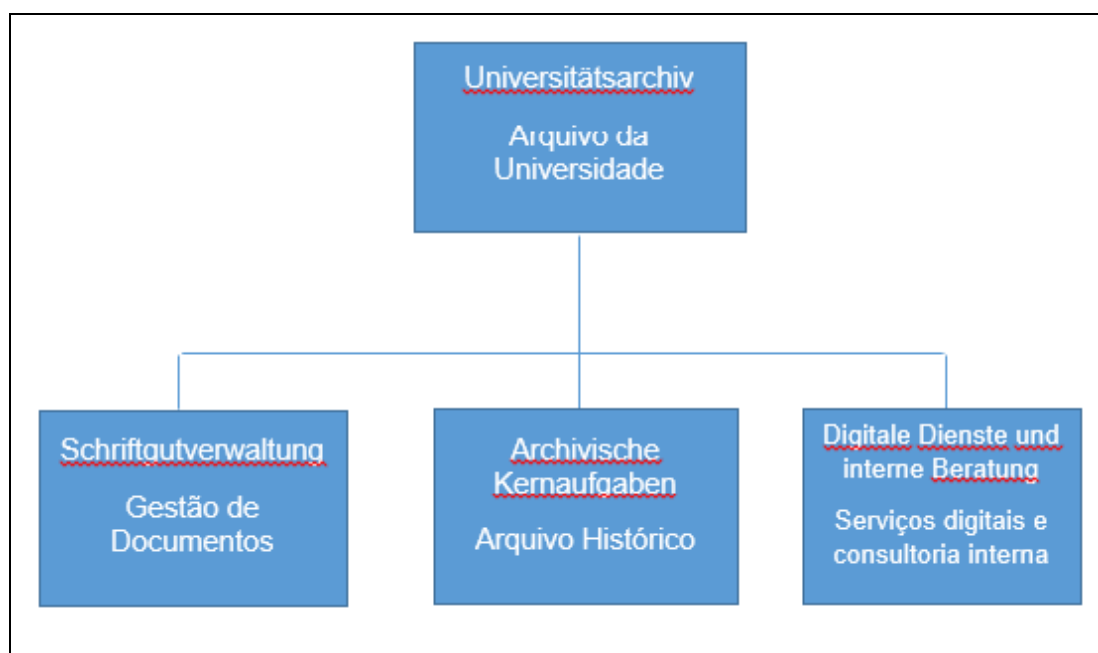 Universitätsarchiv
Arquivo da
Universidade
Schriftgutverwaltung
Gestão de
Documentos
Archivische
Kernaufgaben
Arquivo Histórico
Digitale Dienste und
interne Beratung
Serviços digitais e
consultoria interna